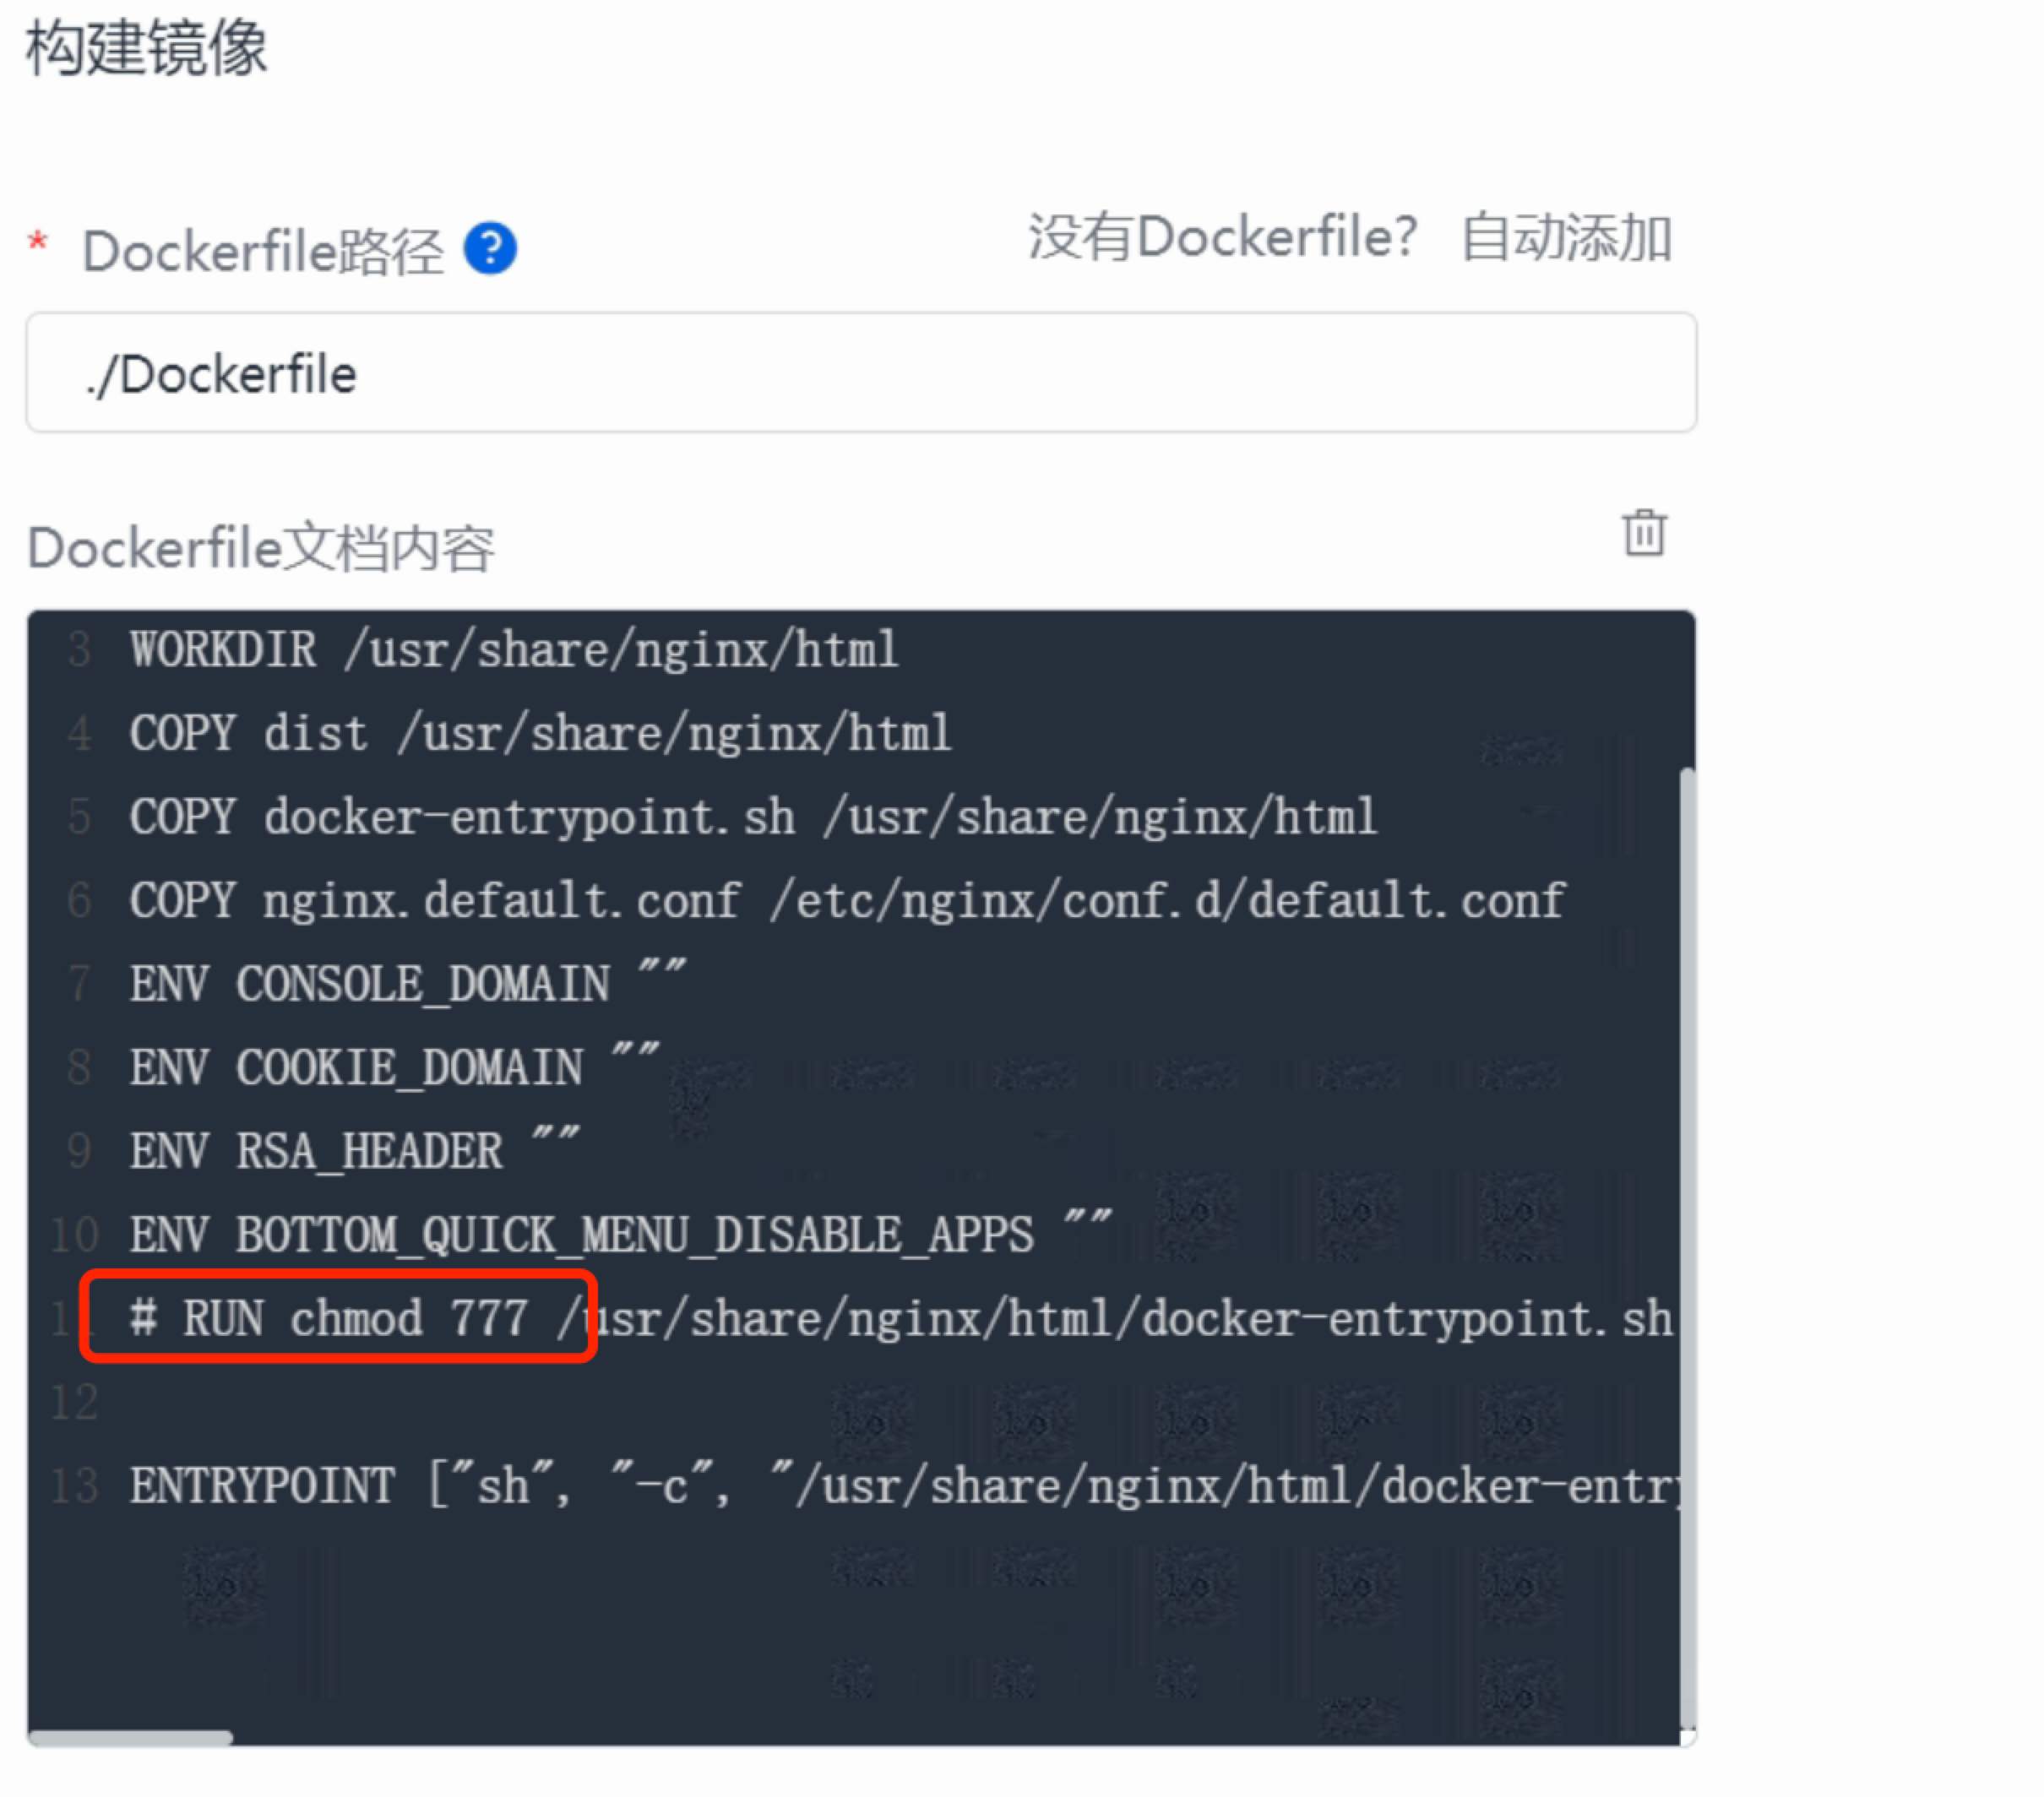 构建镜像
* Dockerfile路径 ? 没有Dockerfile? 自动添加
./Dockerfile
Dockerfile文档内容
3 WORKDIR /usr/share/nginx/html
4 COPY dist /usr/share/nginx/html
5 COPY docker-entrypoint.sh /usr/share/nginx/html
6 COPY nginx.default.conf /etc/nginx/conf.d/default.conf
7 ENV CONSOLE_DOMAIN ""
8 ENV COOKIE_DOMAIN ""
9 ENV RSA_HEADER ""
10 ENV BOTTOM_QUICK_MENU_DISABLE_APPS ""
11 # RUN chmod 777 /usr/share/nginx/html/docker-entrypoint.sh
12
13 ENTRYPOINT ["sh", "-c", "/usr/share/nginx/html/docker-entry